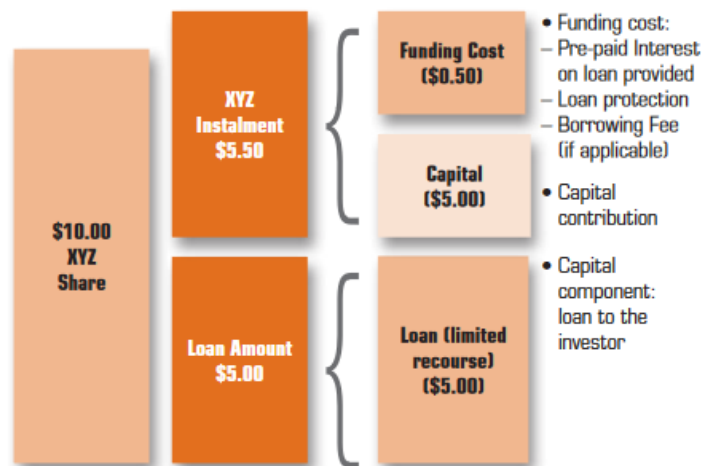 $10.00
XYZ
Share
XYZ
Instalment
$5.50
Funding Cost
($0.50)
• Funding cost:
– Pre-paid Interest
on loan provided
– Loan protection
– Borrowing Fee
(if applicable)
Capital
($5.00)
• Capital
contribution
Loan Amount
$5.00
Loan (limited
recourse)
($5.00)
• Capital
component:
loan to the
investor